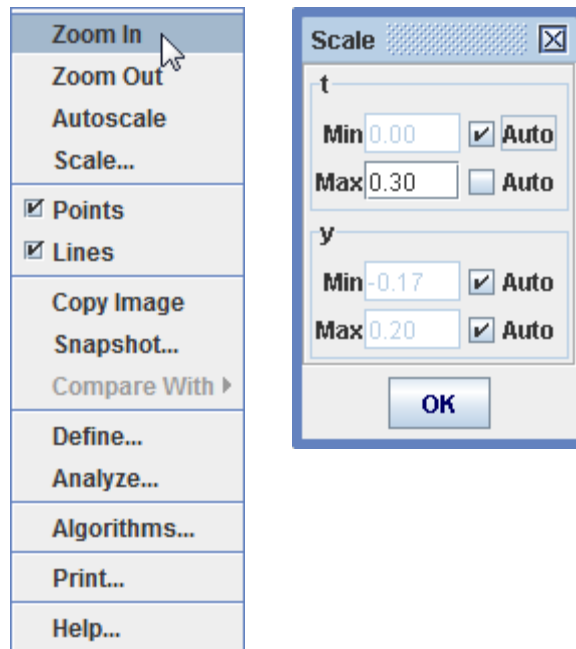 Zoom In
Zoom Out
Autoscale
Scale...
Points
Lines
Copy Image
Snapshot...
Compare With
Define...
Analyze...
Algorithms...
Print...
Help...
Scale
t
Min 0.00 Auto
Max 0.30 Auto
y
Min -0.17 Auto
Max 0.20 Auto
OK